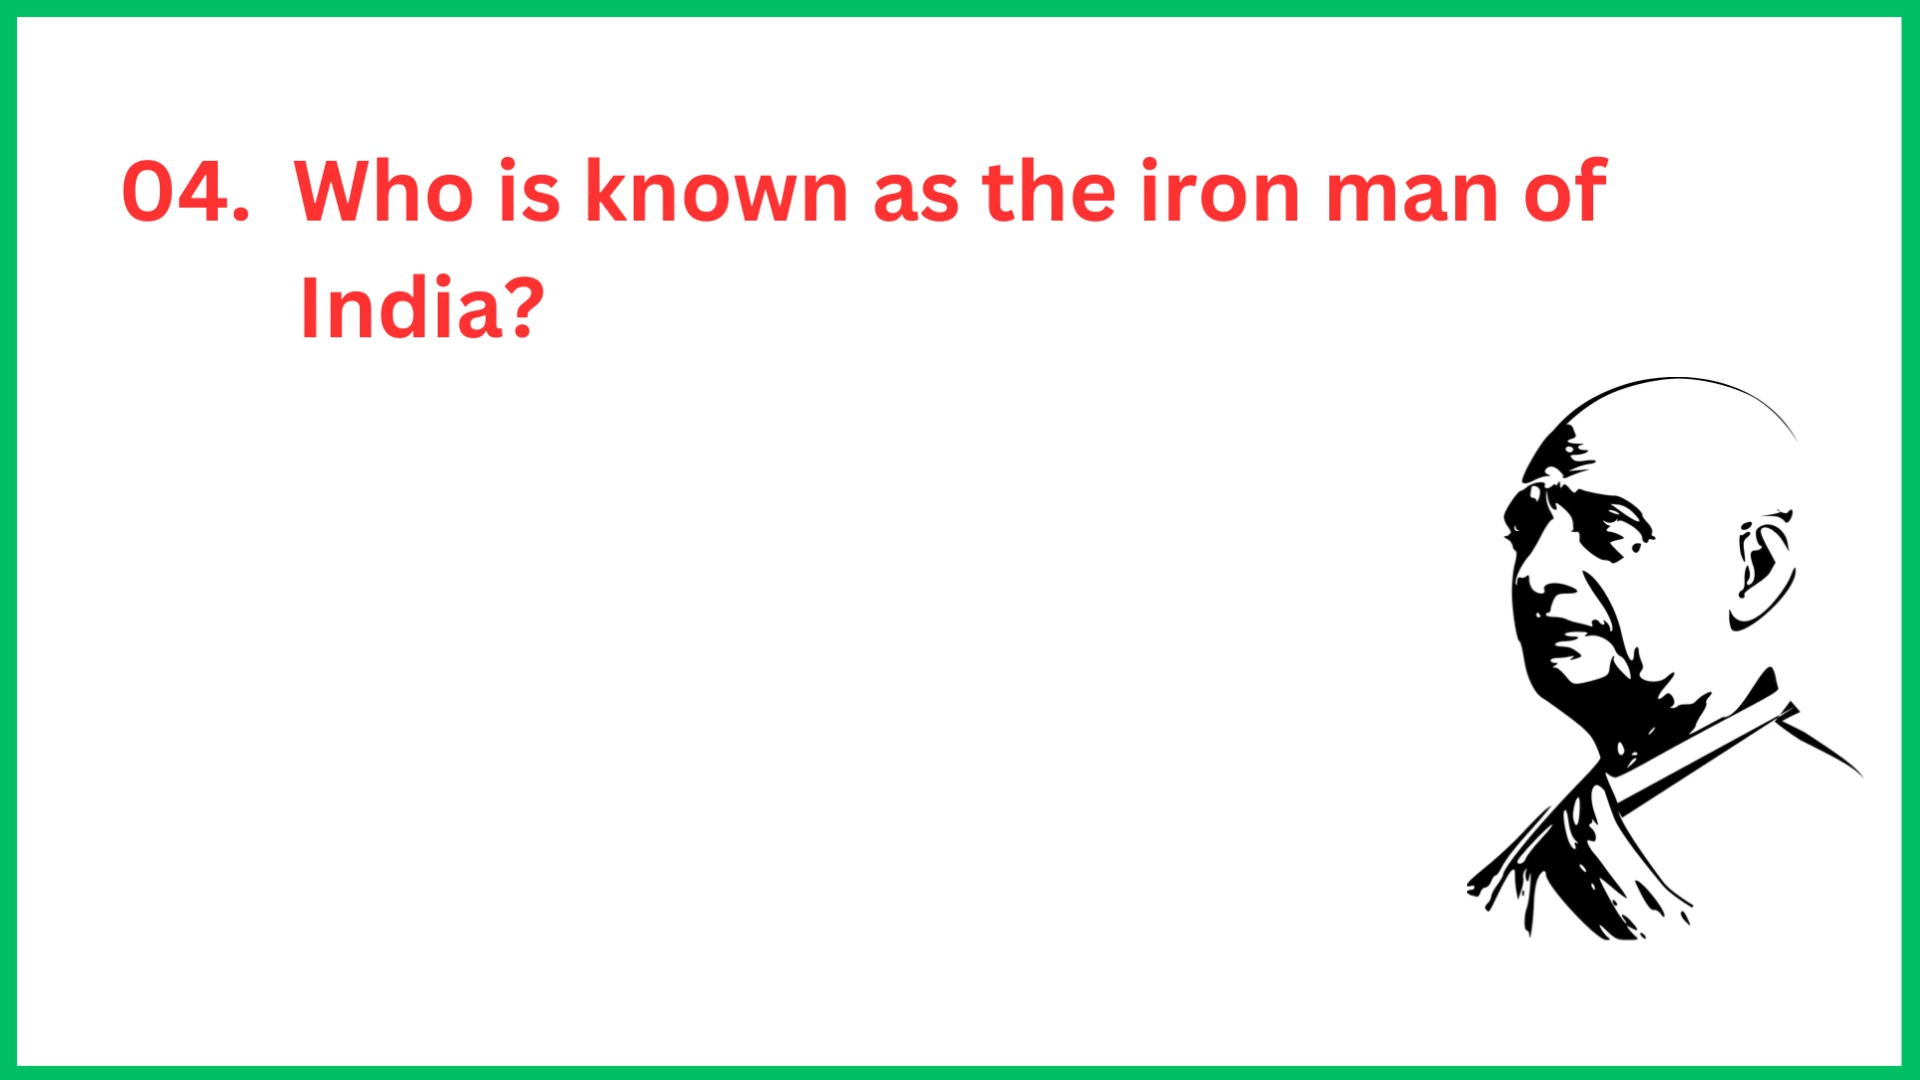 04. Who is known as the iron man of
India?